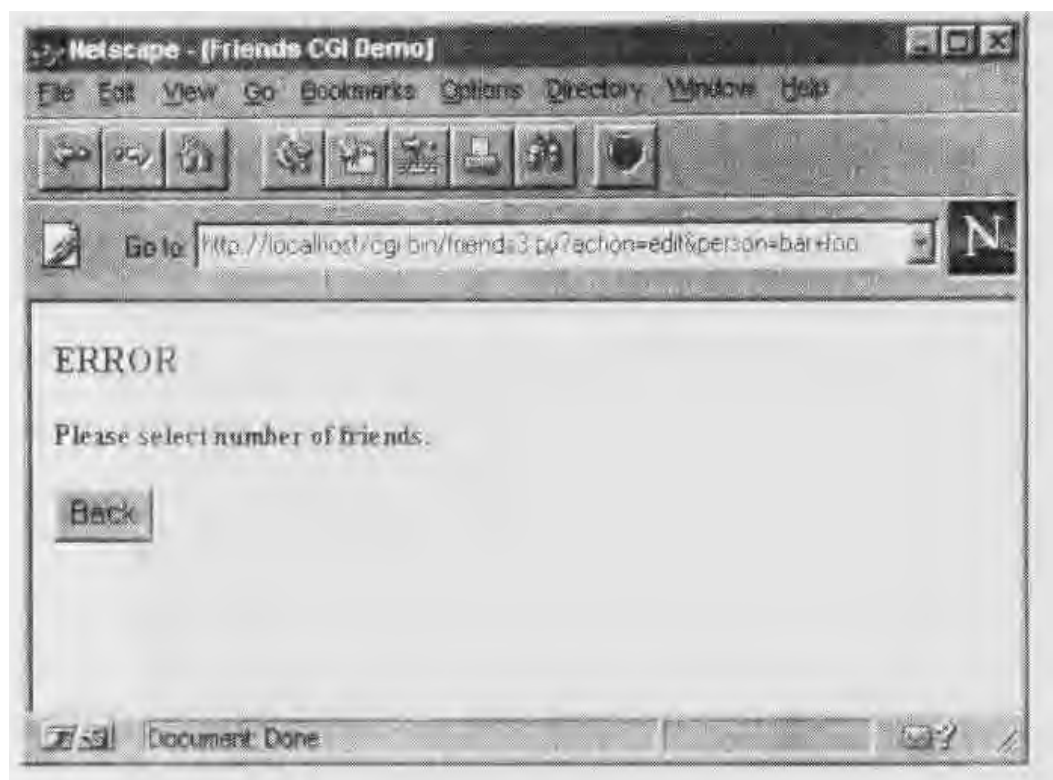 Netscape - [Friends CGI Demo]
File Edit View Go Bookmarks Options Directory Window Help
Go to: http://localhost/cgi-bin/friends3.py?action=edit&person=bar+foo
N
ERROR
Please select number of friends.
Back
Document: Done